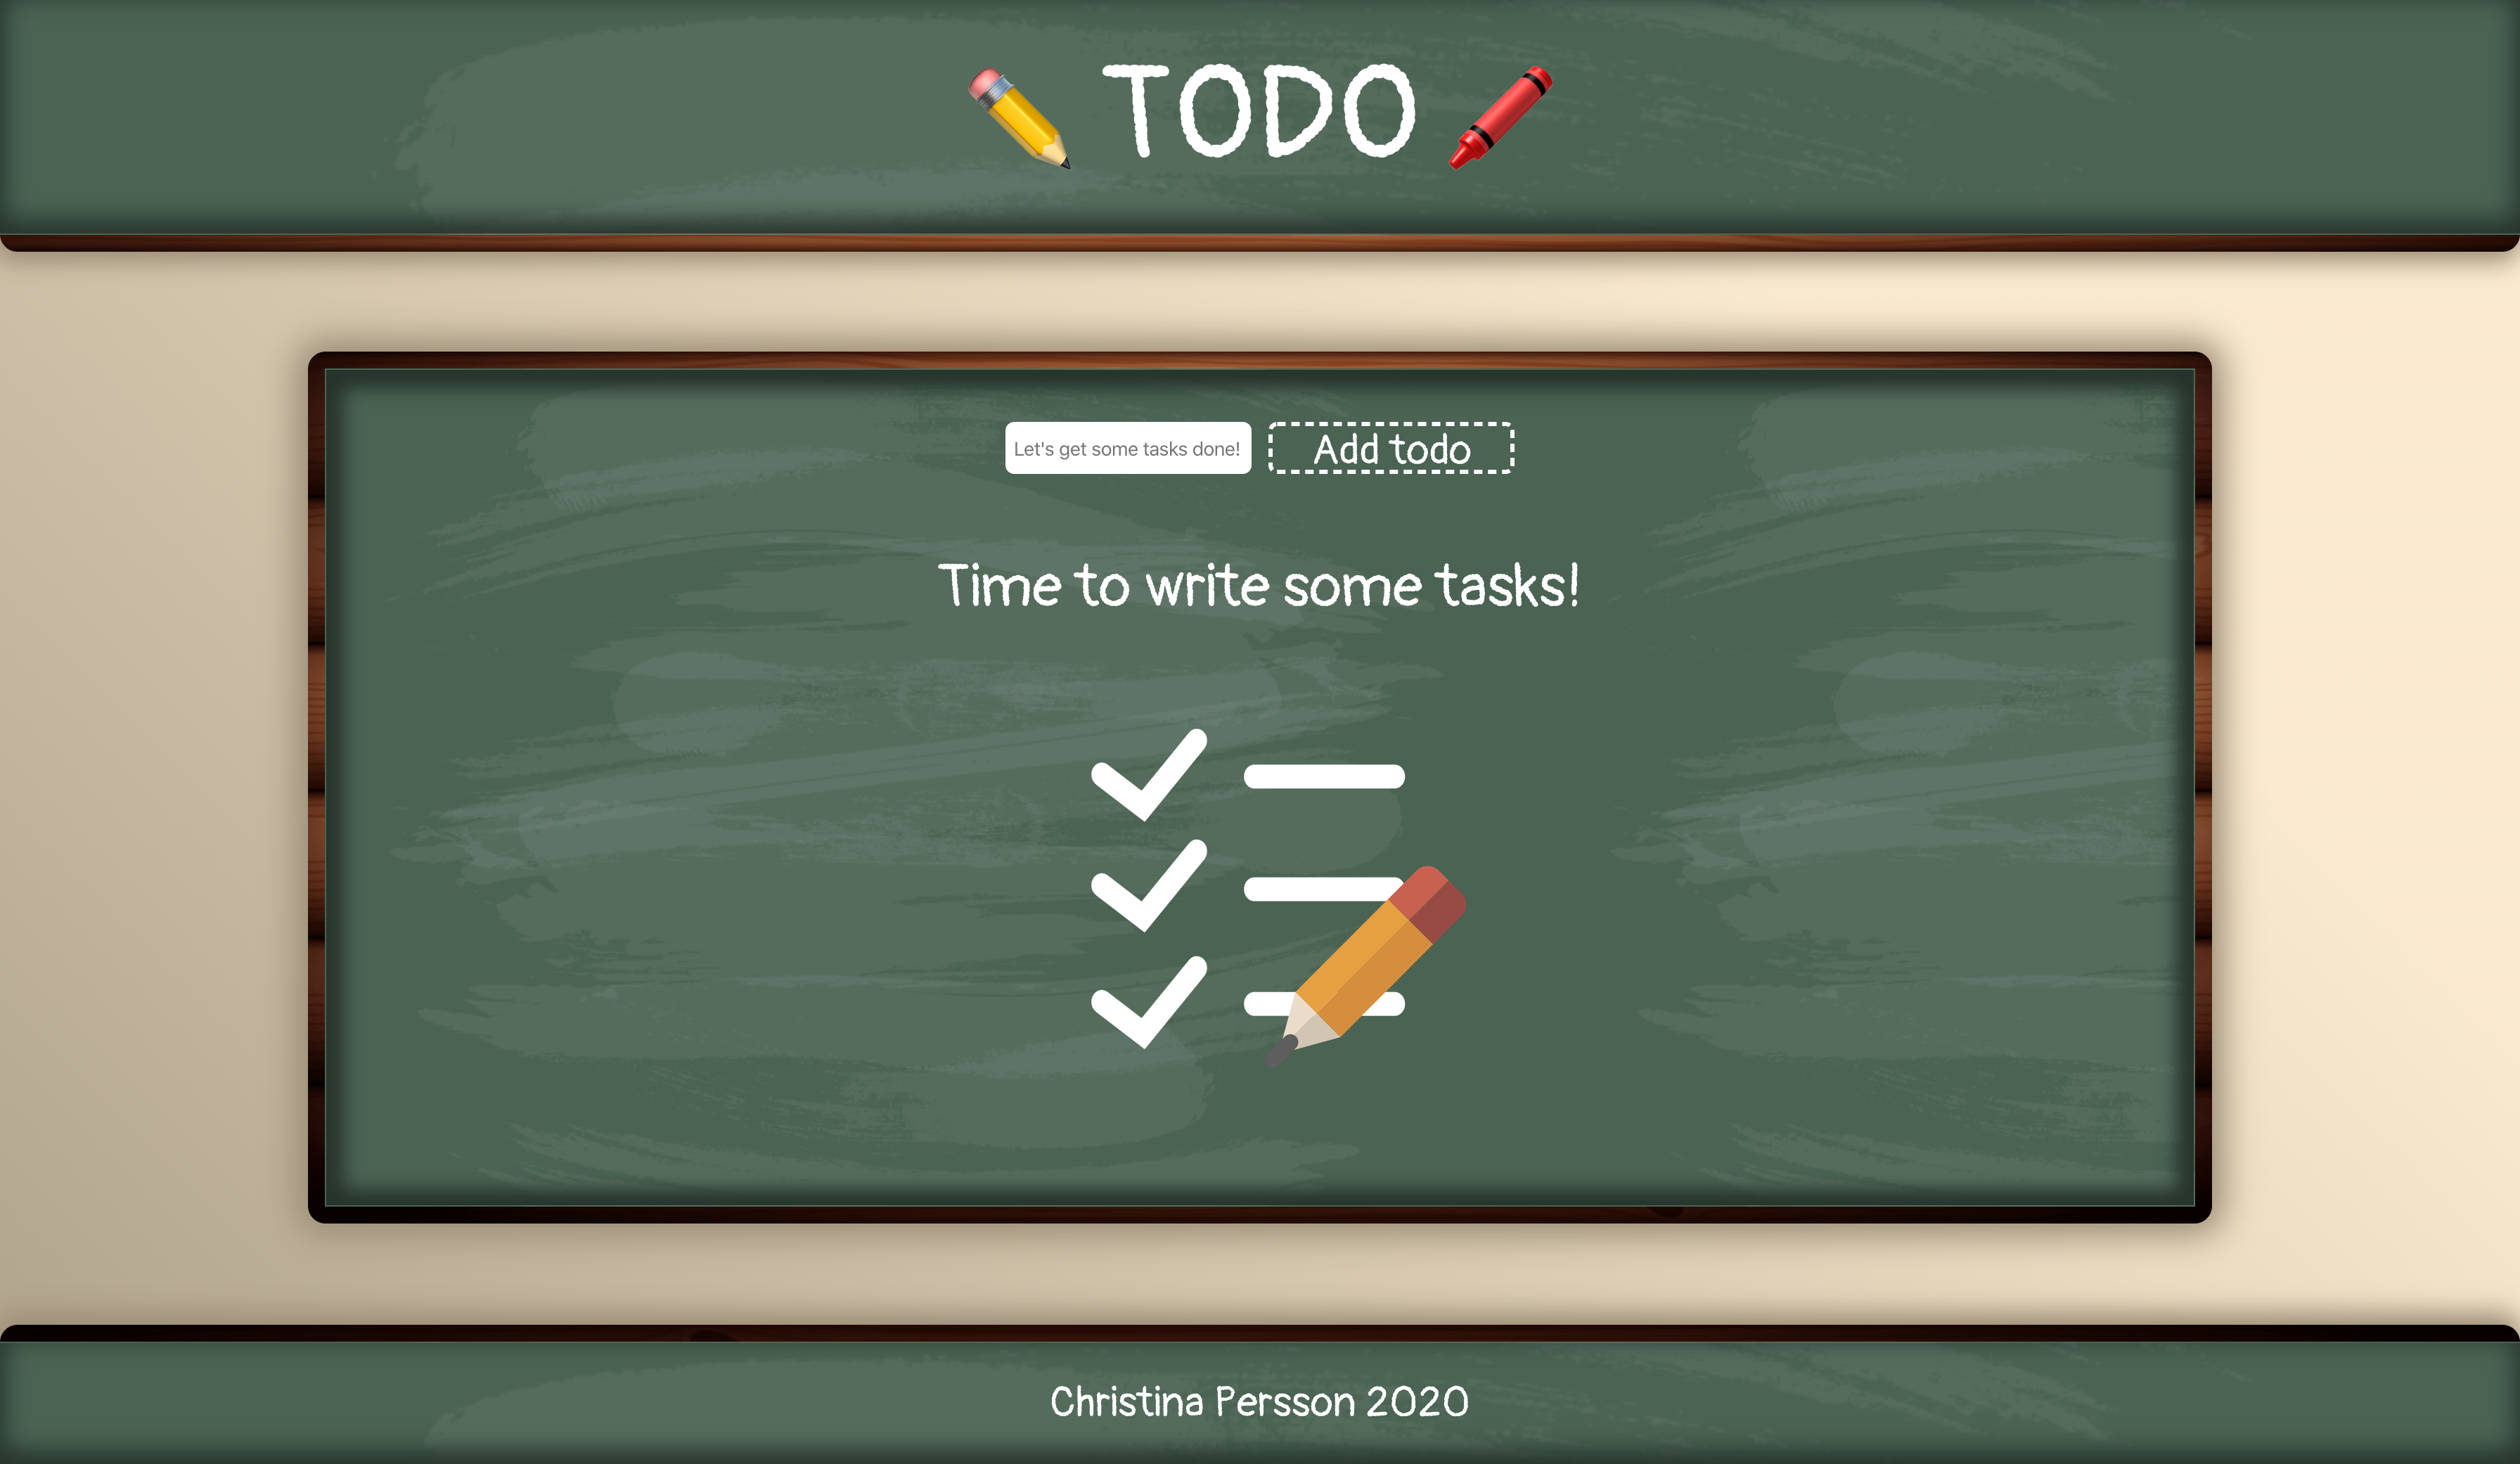 TODO
Let's get some tasks done!
Add todo
Time to write some tasks!
Christina Persson 2020